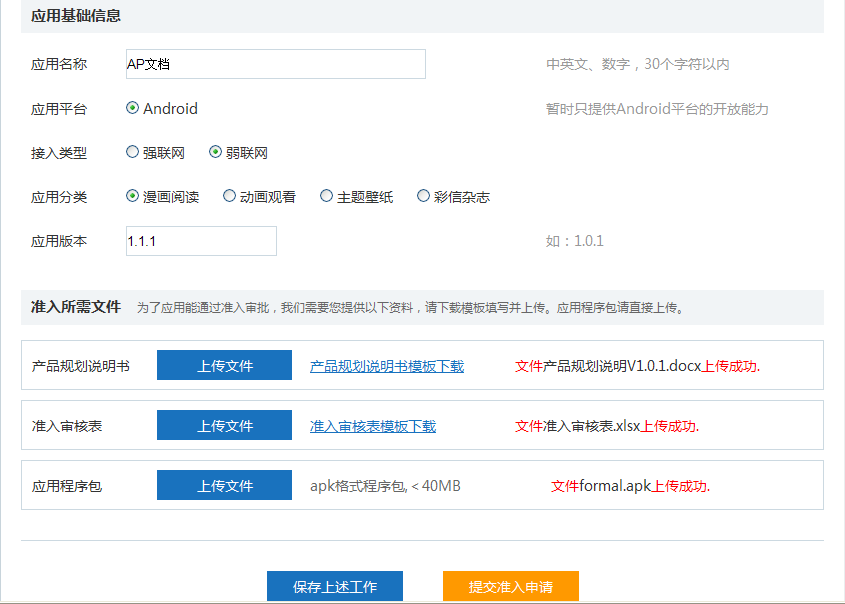 应用基础信息
应用名称 AP文档 中英文、数字，30个字符以内
应用平台 Android 暂时只提供Android平台的开放能力
接入类型 强联网 弱联网
应用分类 漫画阅读 动画观看 主题壁纸 彩信杂志
应用版本 1.1.1 如：1.0.1
准入所需文件 为了应用能通过准入审批，我们需要您提供以下资料，请下载模板填写并上传。应用程序包请直接上传。
产品规划说明书 上传文件 产品规划说明书模板下载 文件产品规划说明V1.0.1.docx上传成功.
准入审核表 上传文件 准入审核表模板下载 文件准入审核表.xlsx上传成功.
应用程序包 上传文件 apk格式程序包,＜40MB 文件formal.apk上传成功.
保存上述工作 提交准入申请